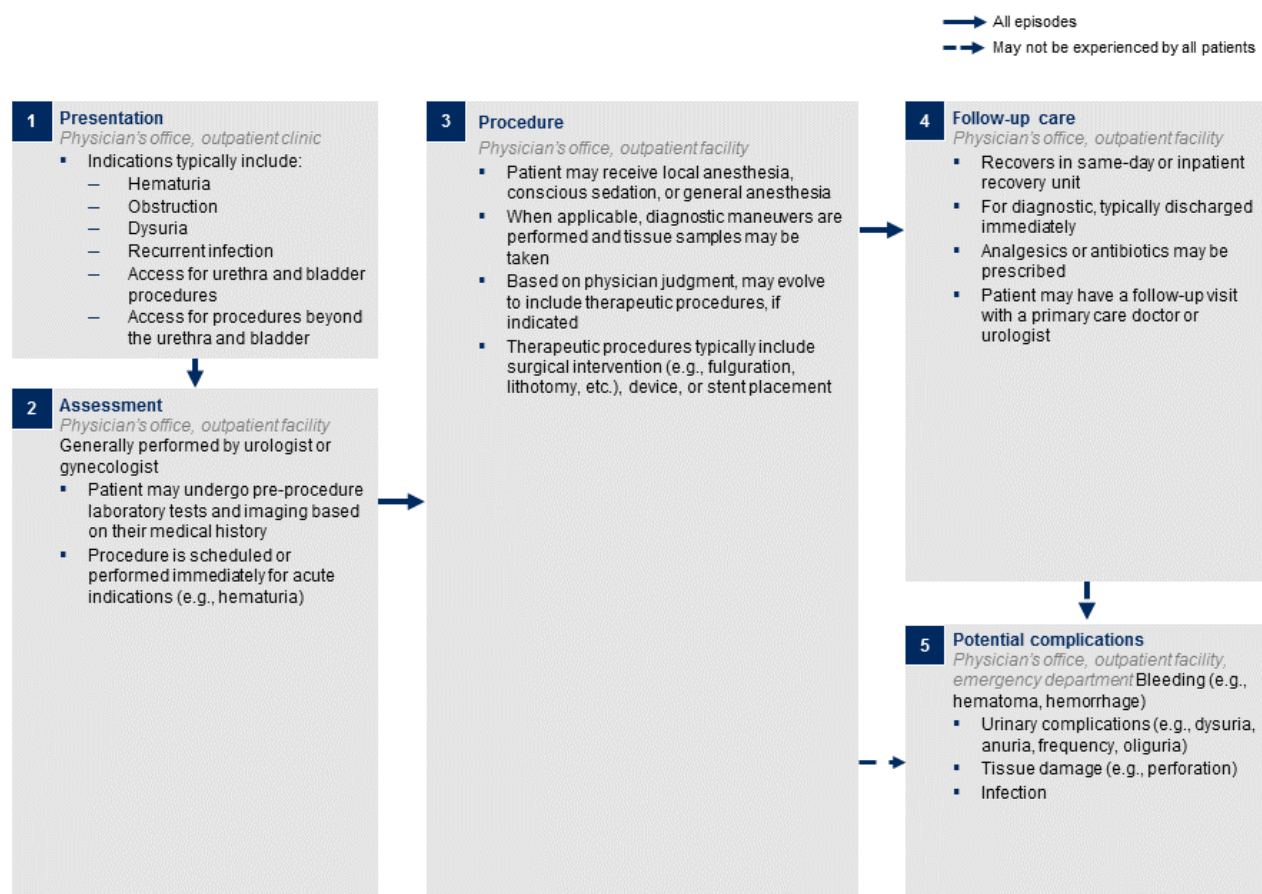 All episodes
May not be experienced by all patients
1
Presentation
Physician's office, outpatient clinic
▪ Indications typically include:
– Hematuria
– Obstruction
– Dysuria
– Recurrent infection
– Access for urethra and bladder
procedures
– Access for procedures beyond
the urethra and bladder
2
Assessment
Physician's office, outpatient facility
Generally performed by urologist or
gynecologist
▪ Patient may undergo pre-procedure
laboratory tests and imaging based
on their medical history
▪ Procedure is scheduled or
performed immediately for acute
indications (e.g., hematuria)
3
Procedure
Physician's office, outpatient facility
▪ Patient may receive local anesthesia,
conscious sedation, or general anesthesia
▪ When applicable, diagnostic maneuvers are
performed and tissue samples may be
taken
▪ Based on physician judgment, may evolve
to include therapeutic procedures, if
indicated
▪ Therapeutic procedures typically include
surgical intervention (e.g., fulguration,
lithotomy, etc.), device, or stent placement
4
Follow-up care
Physician's office, outpatient facility
▪ Recovers in same-day or inpatient
recovery unit
▪ For diagnostic, typically discharged
immediately
▪ Analgesics or antibiotics may be
prescribed
▪ Patient may have a follow-up visit
with a primary care doctor or
urologist
5
Potential complications
Physician's office, outpatient facility,
emergency department Bleeding (e.g.,
hematoma, hemorrhage)
▪ Urinary complications (e.g., dysuria,
anuria, frequency, oliguria)
▪ Tissue damage (e.g., perforation)
▪ Infection